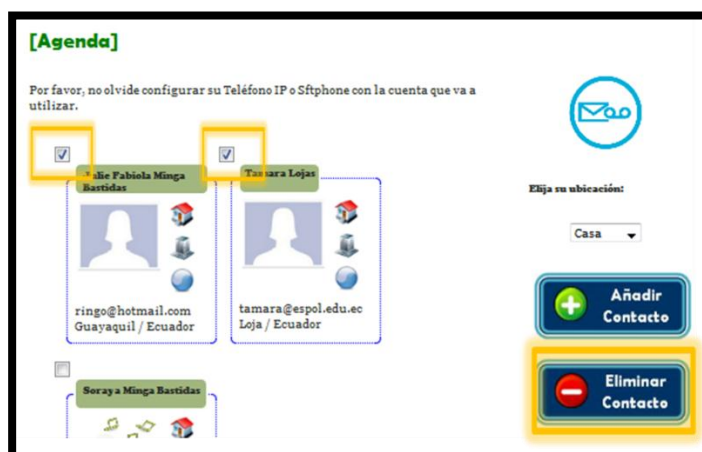 [Agenda]
Por favor, no olvide configurar su Teléfono IP o Sftphone con la cuenta que va a
utilizar.
Fabiola Minga
Bastidas
Tamara Lojas
ringo@hotmail.com
Guayaquil / Ecuador
tamara@espol.edu.ec
Loja / Ecuador
Soraya Minga Bastidas
Elija su ubicación:
Casa
Añadir
Contacto
Eliminar
Contacto